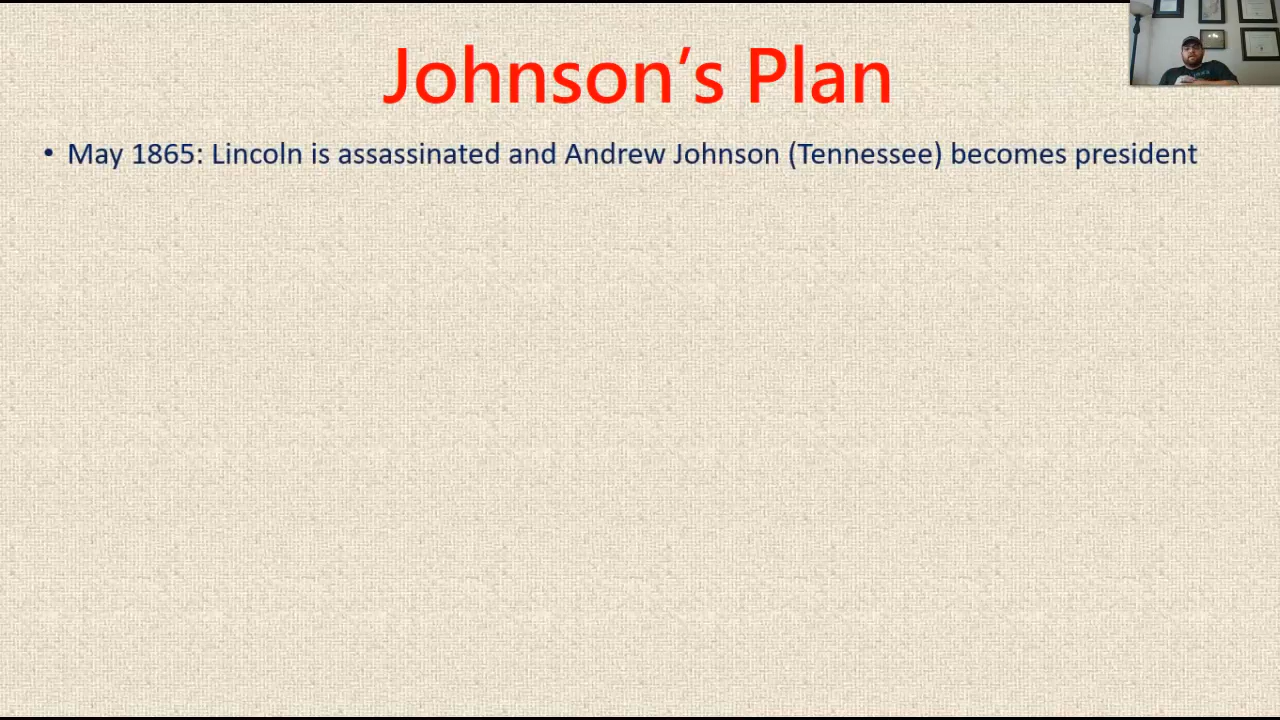 Johnson’s Plan
• May 1865: Lincoln is assassinated and Andrew Johnson (Tennessee) becomes president